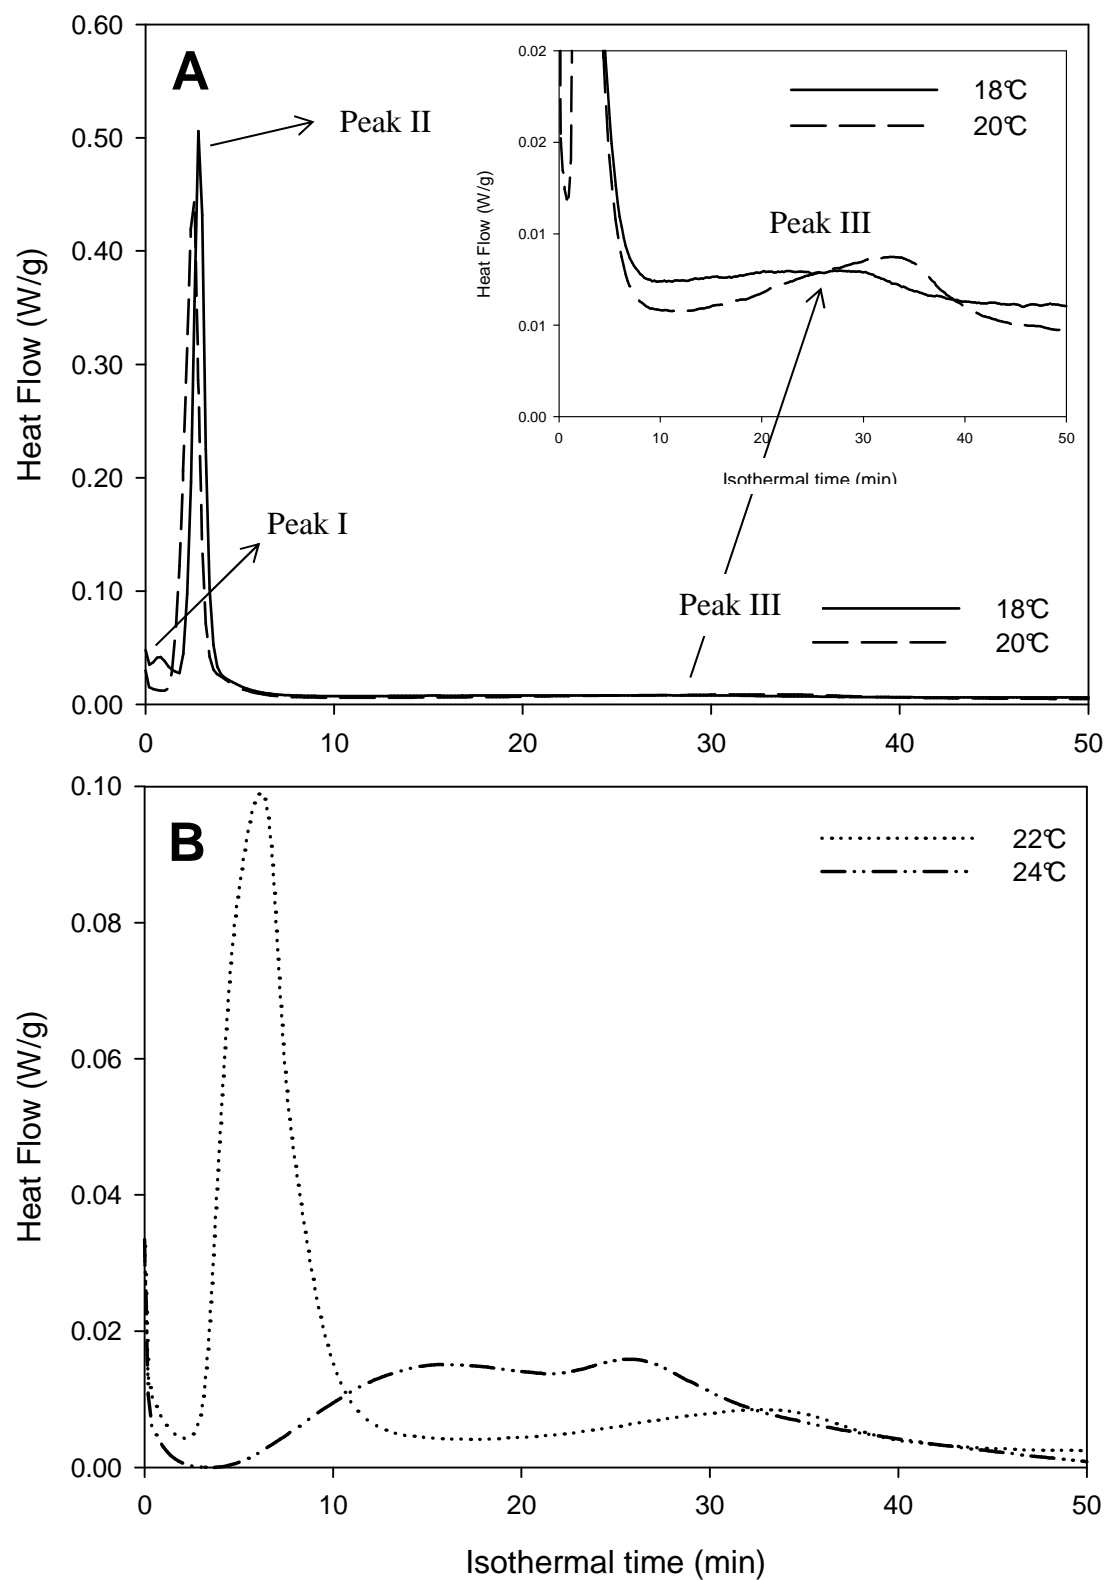 0.60
A
Peak II
0.50
0.40
0.30
0.20
0.10
0.00
Heat Flow (W/g)
Peak I
0.02
0.02
0.01
0.01
0.00
Heat Flow (W/g)
18°C
20°C
Peak III
0 10 20 30 40 50
Isothermal time (min)
Peak III
18°C
20°C
0 10 20 30 40 50
0.10
B
0.08
0.06
0.04
0.02
0.00
Heat Flow (W/g)
22°C
24°C
0 10 20 30 40 50
Isothermal time (min)